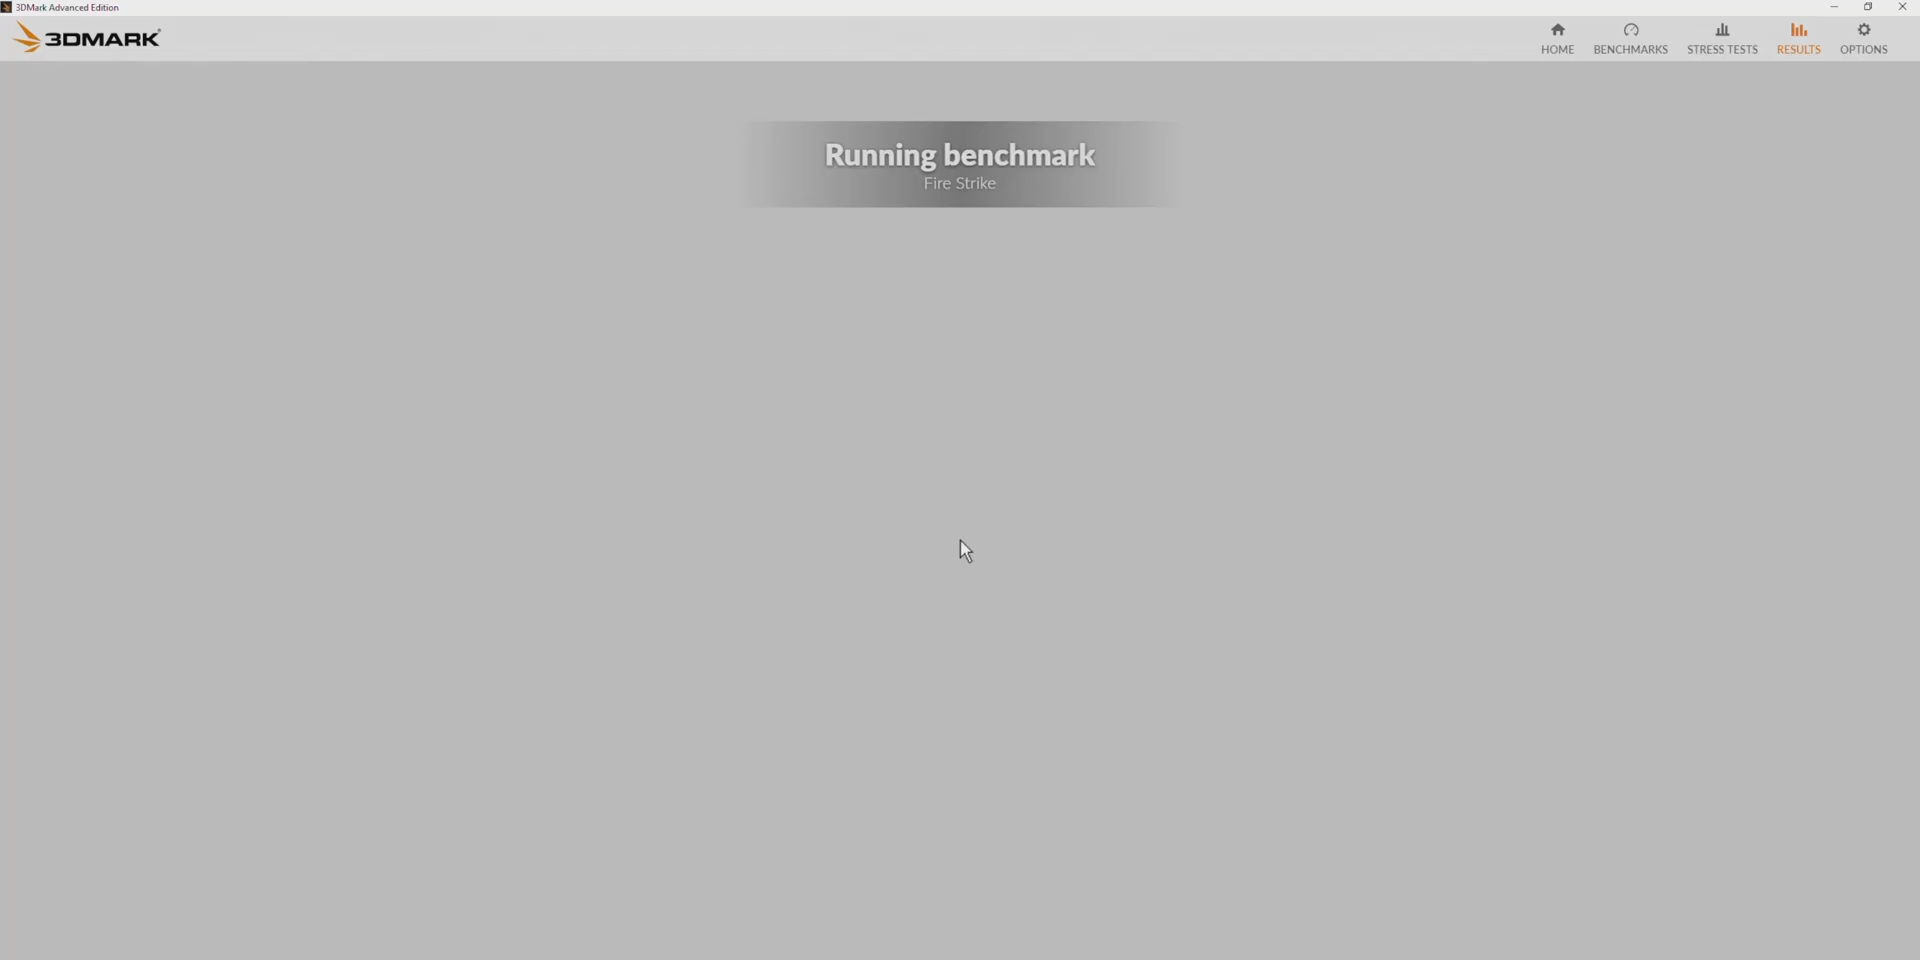 3DMark Advanced Edition
3DMARK
HOME
BENCHMARKS
STRESS TESTS
RESULTS
OPTIONS
Running benchmark
Fire Strike